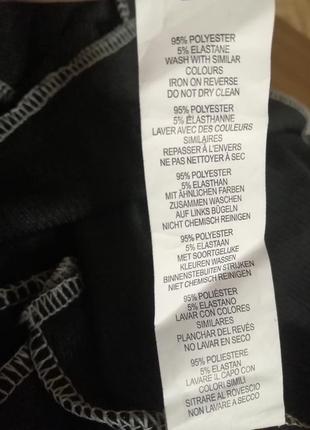 95% POLYESTER
5% ELASTANE
WASH WITH SIMILAR
COLOURS
IRON ON REVERSE
DO NOT DRY CLEAN
95% POLYESTER
5% ÉLASTHANNE
LAVER AVEC DES COULEURS
SIMILAIRES
REPASSER À L'ENVERS
NE PAS NETTOYER À SEC
95% POLYESTER
5% ELASTHAN
MIT ÄHNLICHEN FARBEN
ZUSAMMEN WASCHEN
AUF LINKS BÜGELN
NICHT CHEMISCH REINIGEN
95% POLYESTER
5% ELASTAAN
MET SOORTGELIJKE
KLEUREN WASSEN
BINNENSTEBUITEN STRIJKEN
NIET CHEMISCH REINIGEN
95% POLIÉSTER
5% ELASTANO
LAVAR CON COLORES
SIMILARES
PLANCHAR DEL REVÉS
NO LAVAR EN SECO
95% POLIESTERE
5% ELASTAN
LAVARE IL CAPO CON
COLORI SIMILI
SITRARE AL ROVESCIO
NON LAVARE A SECCO